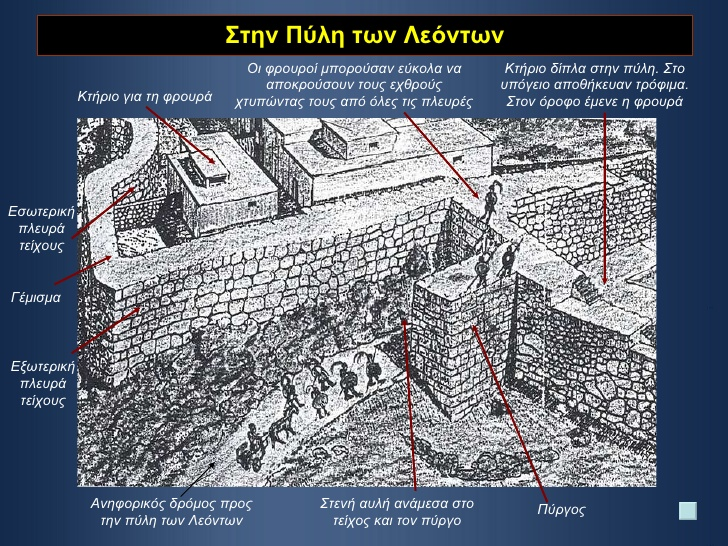 Στην Πύλη των Λεόντων
Κτήριο για τη φρουρά
Οι φρουροί μπορούσαν εύκολα να
αποκρούσουν τους εχθρούς
χτυπώντας τους από όλες τις πλευρές
Κτήριο δίπλα στην πύλη. Στο
υπόγειο αποθήκευαν τρόφιμα.
Στον όροφο έμενε η φρουρά
Εσωτερική
πλευρά
τείχους
Γέμισμα
Εξωτερική
πλευρά
τείχους
Ανηφορικός δρόμος προς
την πύλη των Λεόντων
Στενή αυλή ανάμεσα στο
τείχος και τον πύργο
Πύργος